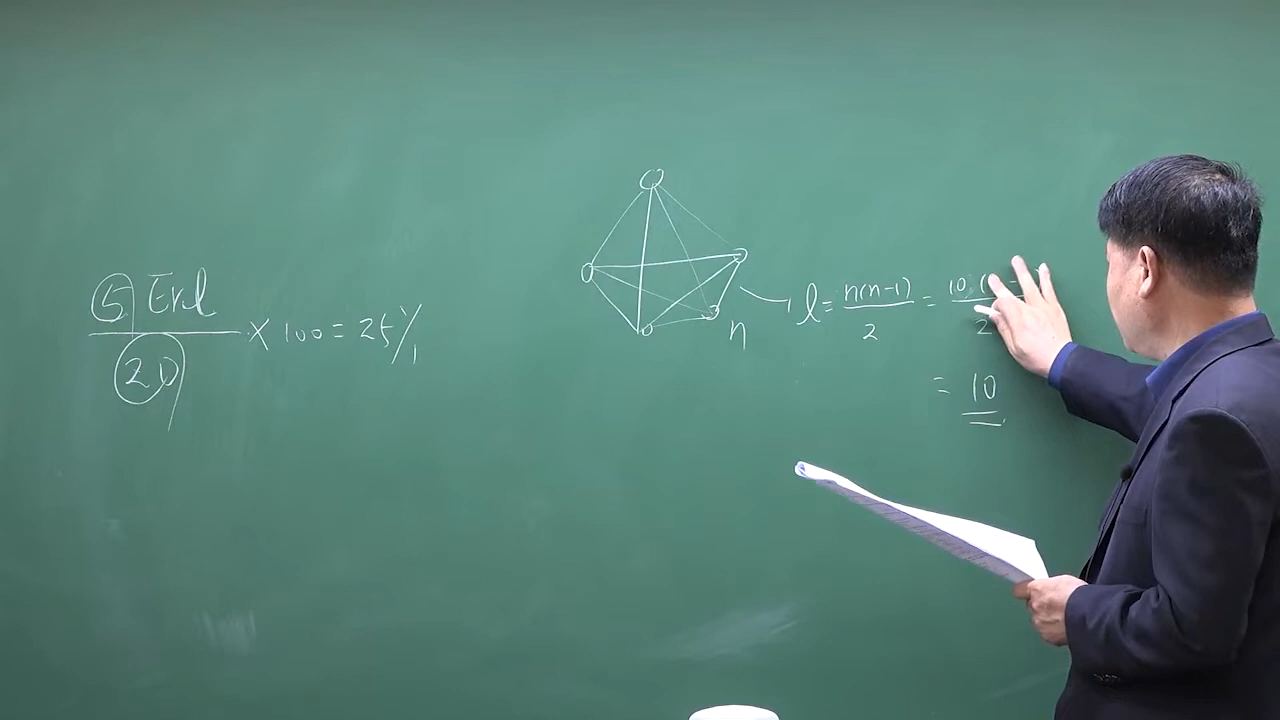 5 Erl
20
× 100 = 25%
n
l = n(n-1)/2 = 10
2
= 10